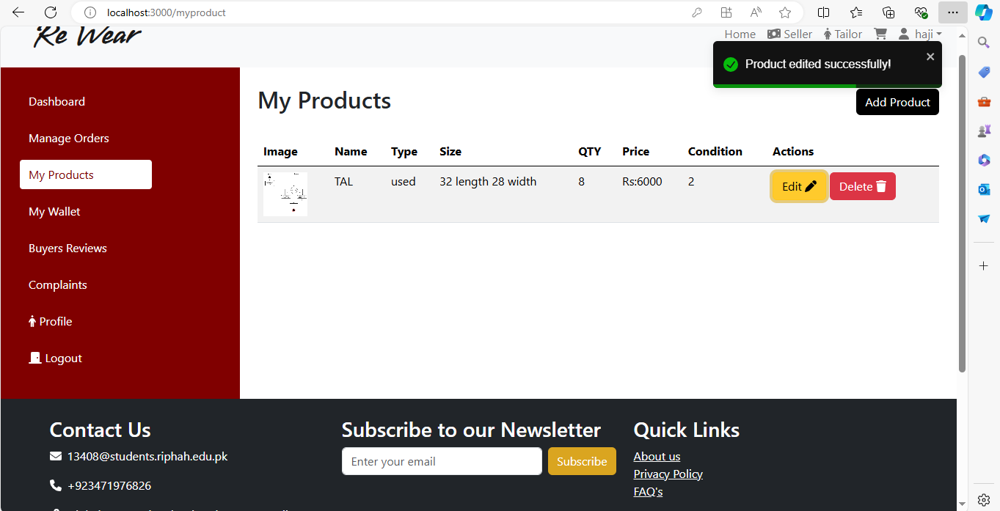 localhost:3000/myproduct
Re Wear
Home Seller Tailor haji
Product edited successfully!
Dashboard
Manage Orders
My Products
My Wallet
Buyers Reviews
Complaints
Profile
Logout
My Products
Add Product
Image Name Type Size QTY Price Condition Actions
TAL used 32 length 28 width 8 Rs:6000 2 Edit Delete
Contact Us
13408@students.riphah.edu.pk
+923471976826
Subscribe to our Newsletter
Enter your email Subscribe
Quick Links
About us
Privacy Policy
FAQ's